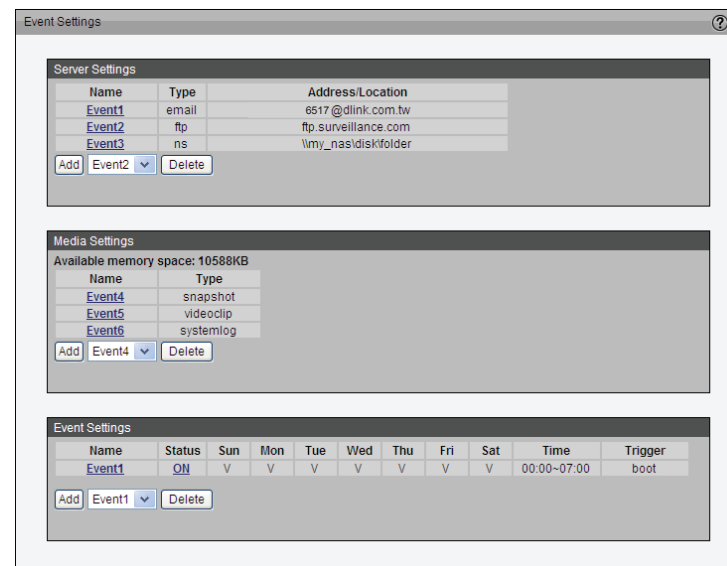 Event Settings ?
Server Settings
Name Type Address/Location
Event1 email 6517@dlink.com.tw
Event2 ftp ftp.surveillance.com
Event3 ns \\my_nas\disk\folder
Add Event2 Delete
Media Settings
Available memory space: 10588KB
Name Type
Event4 snapshot
Event5 videoclip
Event6 systemlog
Add Event4 Delete
Event Settings
Name Status Sun Mon Tue Wed Thu Fri Sat Time Trigger
Event1 ON V V V V V V V 00:00~07:00 boot
Add Event1 Delete